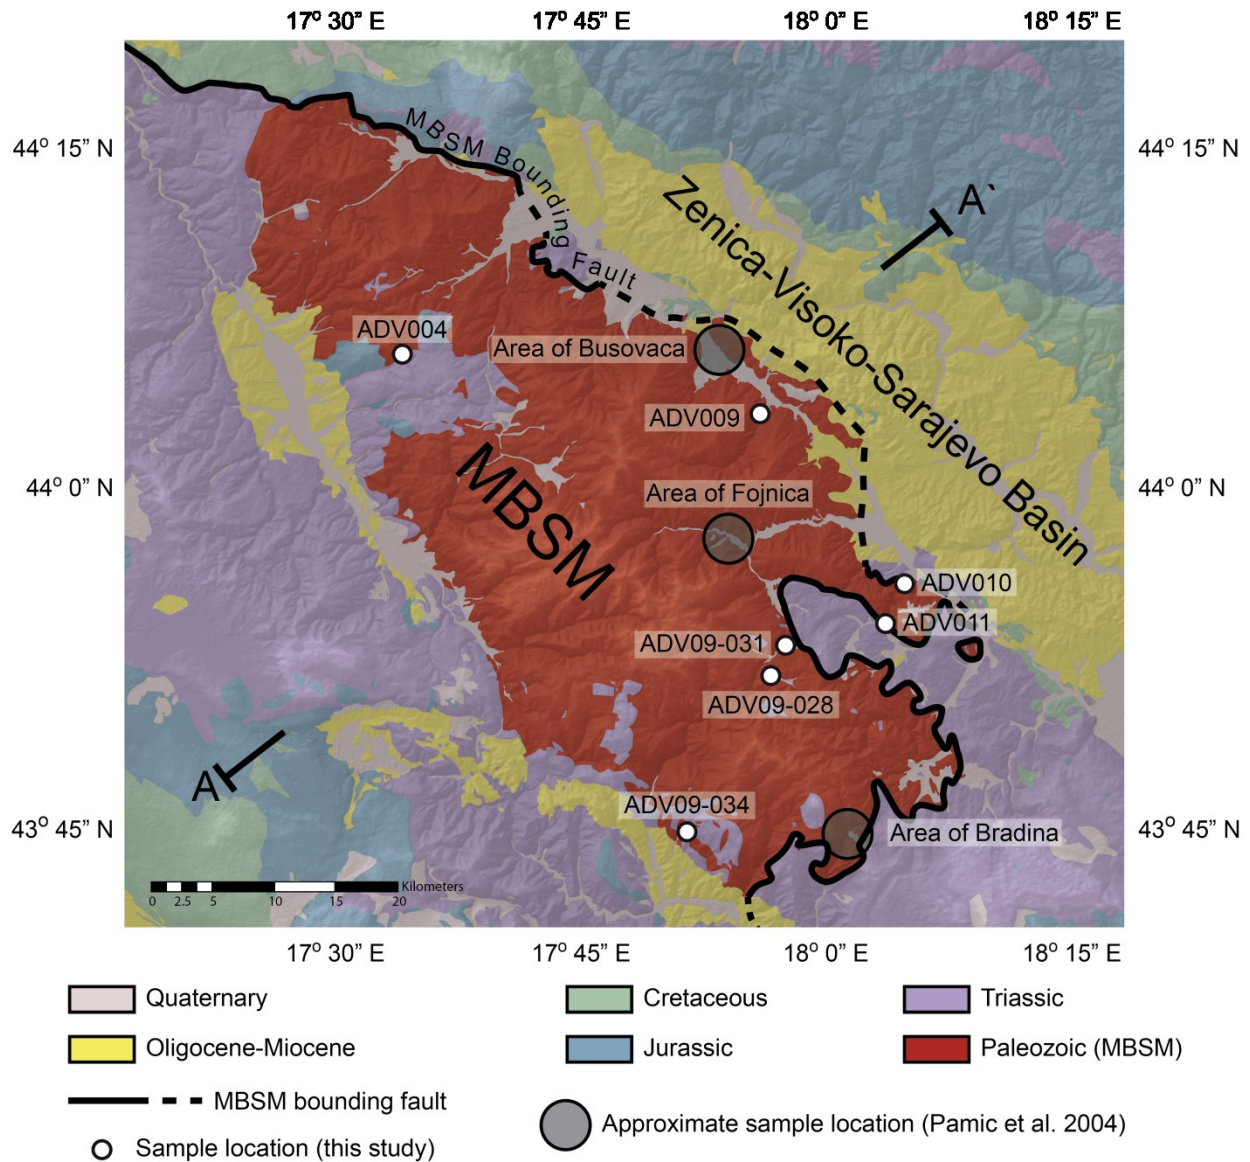 17° 30” E 17° 45” E 18° 0” E 18° 15” E
44° 15” N 44° 15” N
MBSM Bounding Fault
A`
Zenica-Visoko-Sarajevo Basin
ADV004
Area of Busovaca
ADV009
MBSM
Area of Fojnica
44° 0” N 44° 0” N
ADV010
ADV011
ADV09-031
ADV09-028
A
ADV09-034
43° 45” N 43° 45” N
Area of Bradina
Kilometers
0 2.5 5 10 15 20
17° 30” E 17° 45” E 18° 0” E 18° 15” E
Quaternary Cretaceous Triassic
Oligocene-Miocene Jurassic Paleozoic (MBSM)
MBSM bounding fault
Approximate sample location (Pamic et al. 2004)
Sample location (this study)